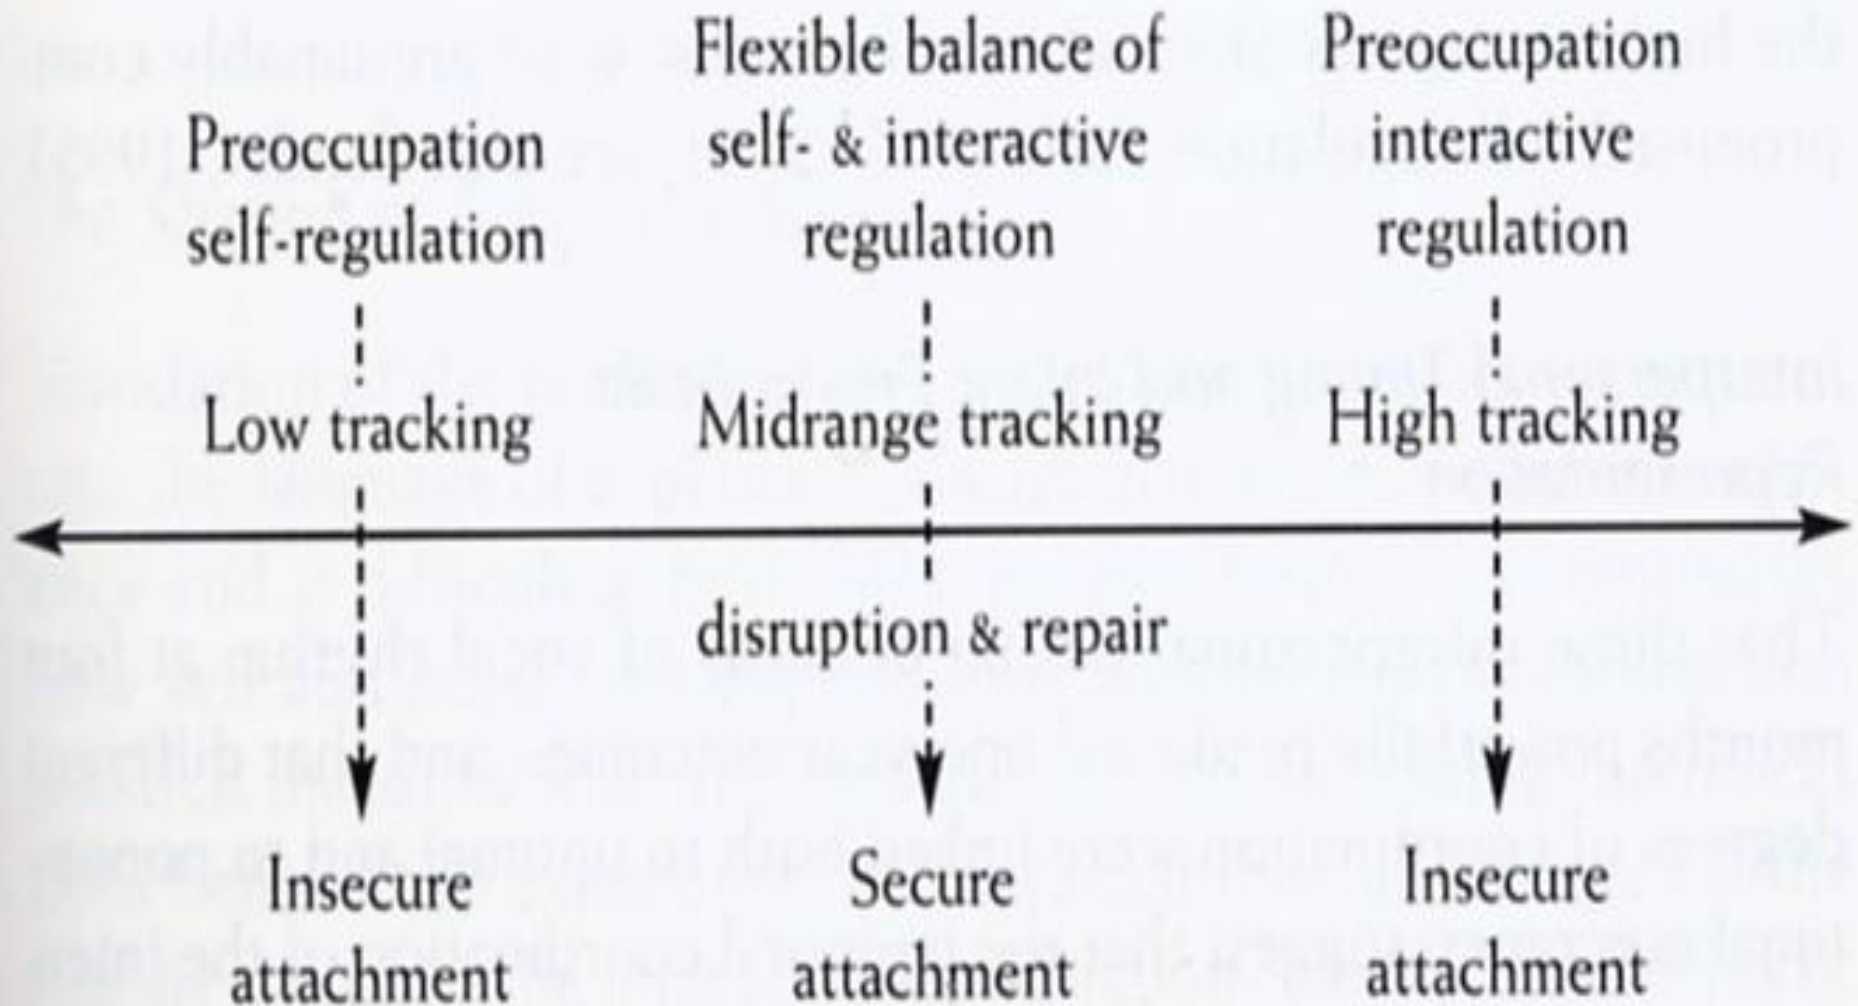 Preoccupation
self-regulation
Flexible balance of
self- & interactive
regulation
Preoccupation
interactive
regulation
Low tracking
Midrange tracking
High tracking
disruption & repair
Insecure
attachment
Secure
attachment
Insecure
attachment